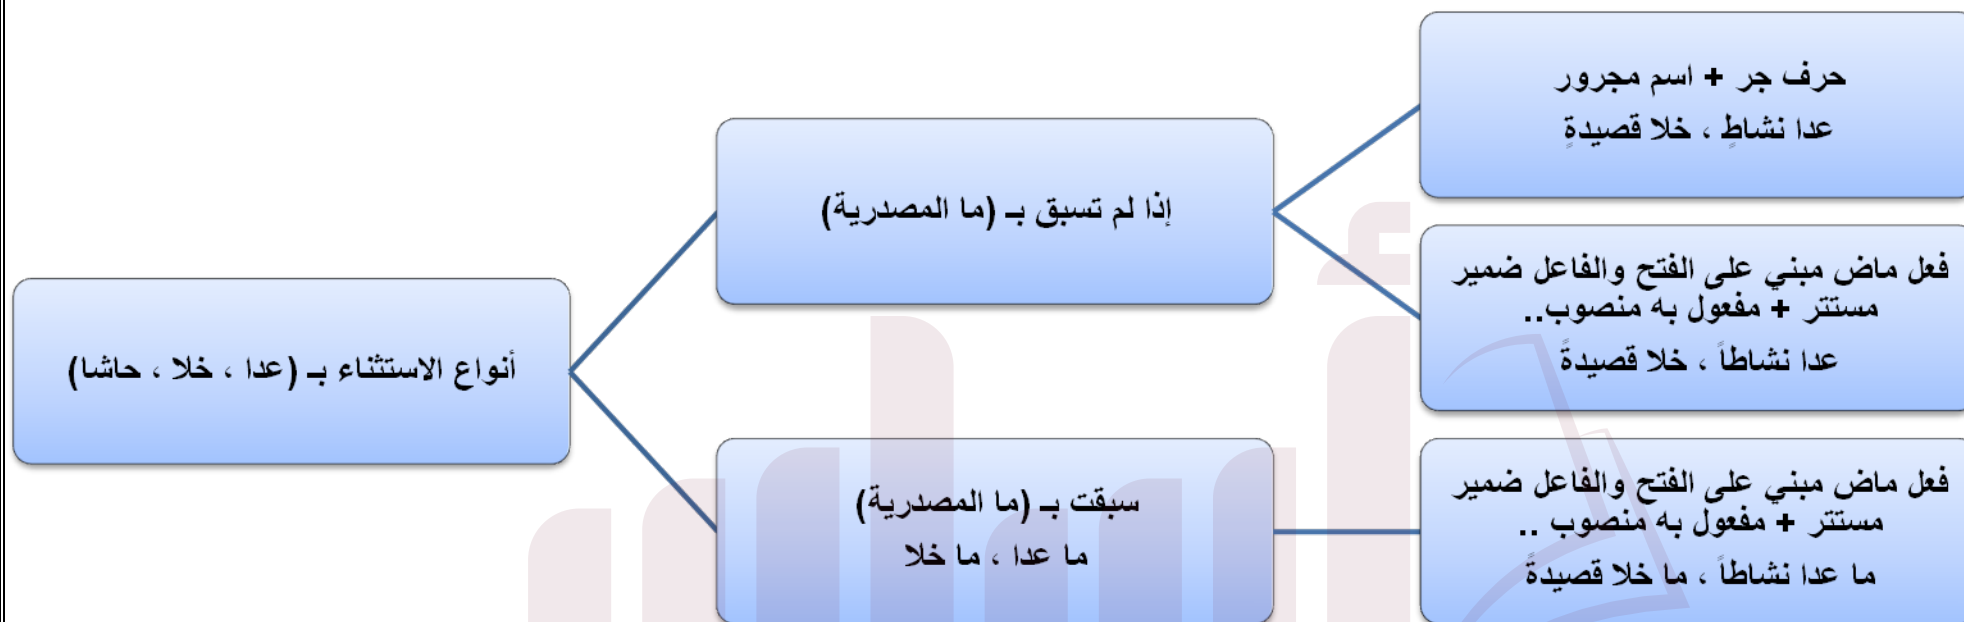 أنواع الاستثناء بـ (عدا ، خلا ، حاشا)
إذا لم تسبق بـ (ما المصدرية)
حرف جر + اسم مجرور
عدا نشاطٍ ، خلا قصيدةٍ
فعل ماض مبني على الفتح والفاعل ضمير
مستتر + مفعول به منصوب..
عدا نشاطاً ، خلا قصيدةً
سبقت بـ (ما المصدرية)
ما عدا ، ما خلا
فعل ماض مبني على الفتح والفاعل ضمير
مستتر + مفعول به منصوب ..
ما عدا نشاطاً ، ما خلا قصيدةً